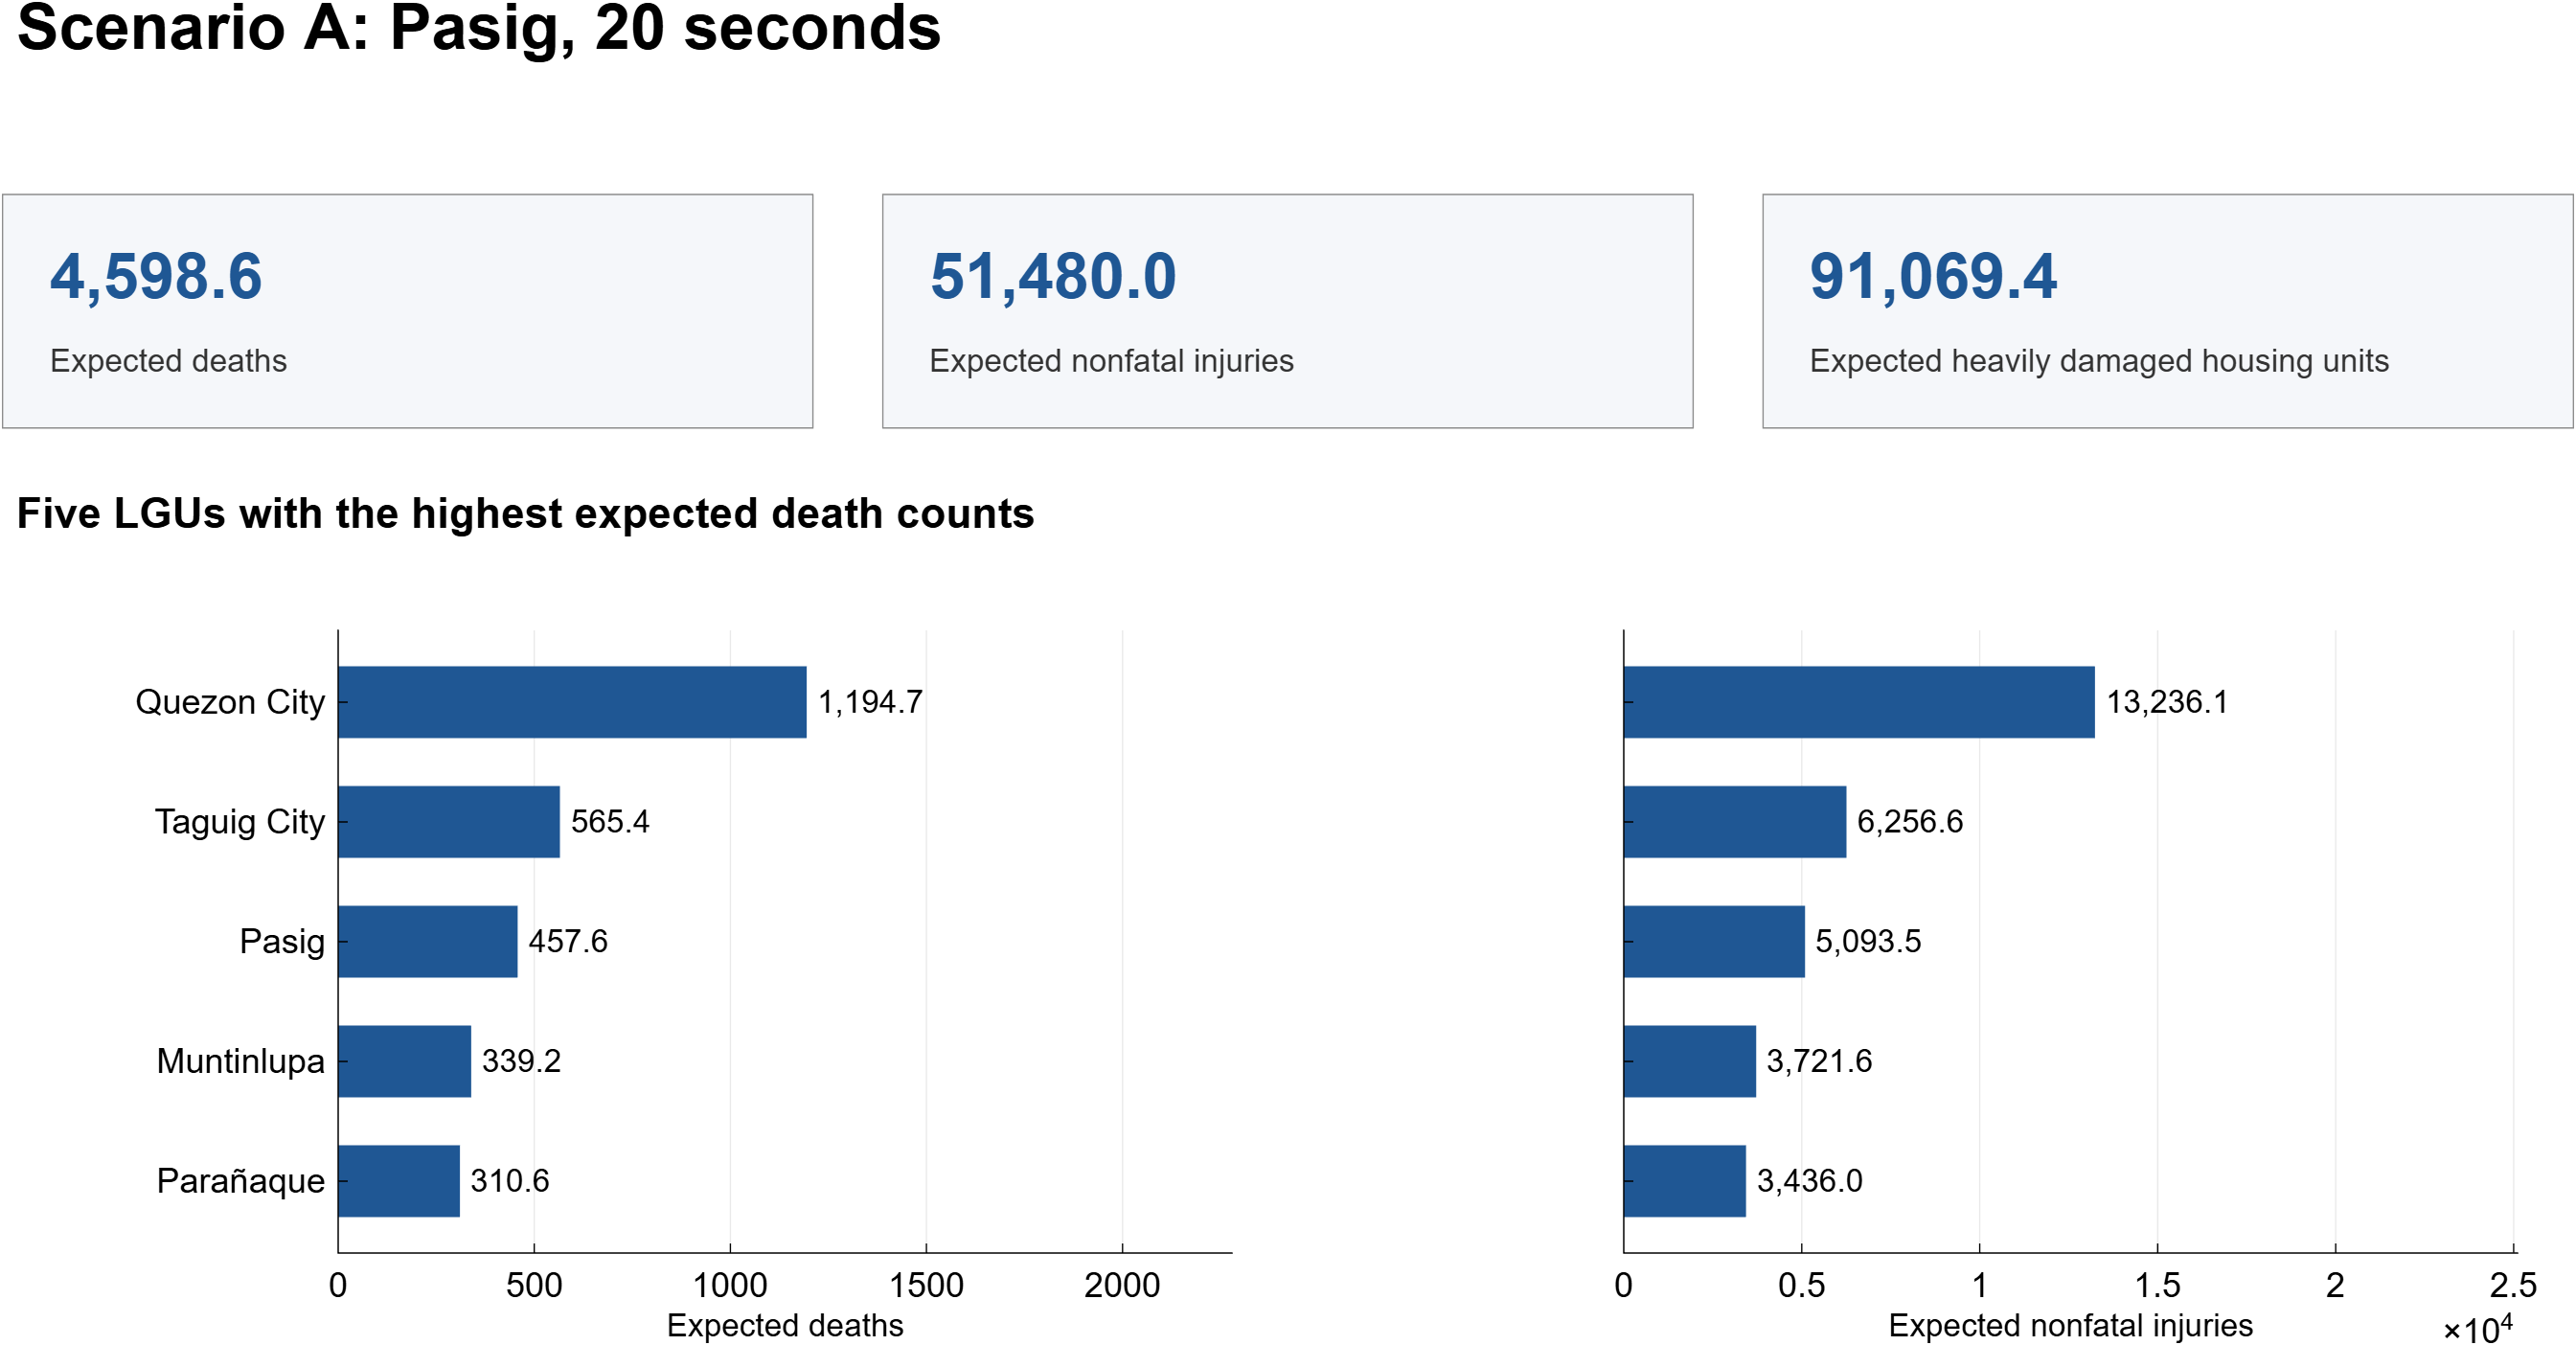 Scenario A: Pasig, 20 seconds
4,598.6
Expected deaths
51,480.0
Expected nonfatal injuries
91,069.4
Expected heavily damaged housing units
Five LGUs with the highest expected death counts
Quezon City 1,194.7
Taguig City 565.4
Pasig 457.6
Muntinlupa 339.2
Parañaque 310.6
0 500 1000 1500 2000
Expected deaths
13,236.1
6,256.6
5,093.5
3,721.6
3,436.0
0 0.5 1 1.5 2 2.5
Expected nonfatal injuries ×10⁴